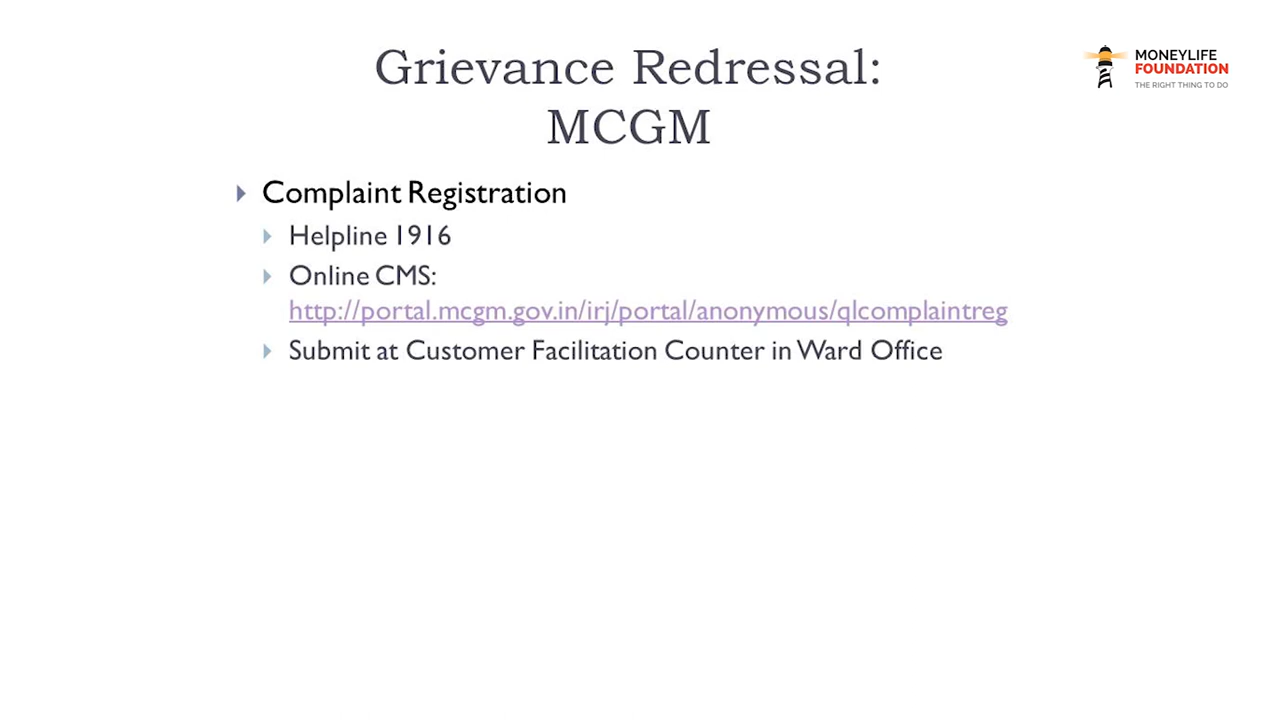 Grievance Redressal:
MCGM
MONEYLIFE
FOUNDATION
THE RIGHT THING TO DO
Complaint Registration
Helpline 1916
Online CMS:
http://portal.mcgm.gov.in/irj/portal/anonymous/qlcomplaintreg
Submit at Customer Facilitation Counter in Ward Office